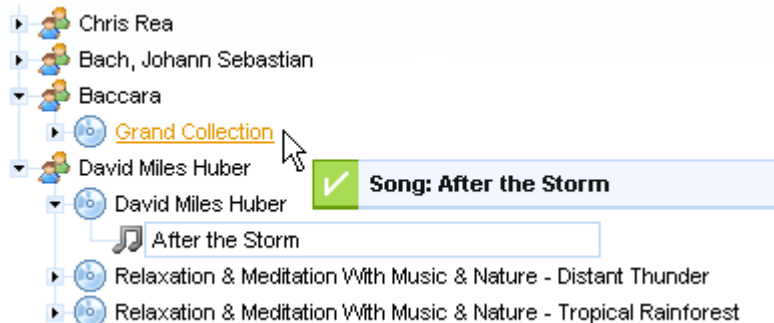 Chris Rea
Bach, Johann Sebastian
Baccara
Grand Collection
David Miles Huber
Song: After the Storm
David Miles Huber
After the Storm
Relaxation & Meditation With Music & Nature - Distant Thunder
Relaxation & Meditation With Music & Nature - Tropical Rainforest